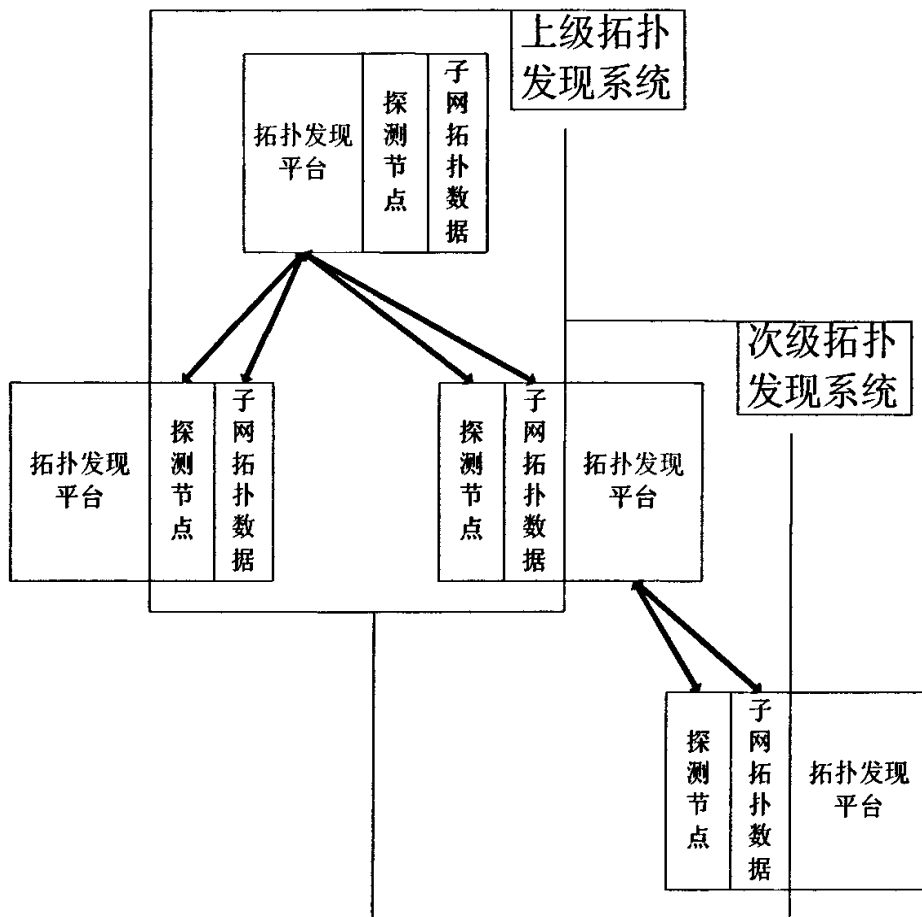 上级拓扑
发现系统
拓扑发现
平台
探测节点
子网拓扑数据
次级拓扑
发现系统
拓扑发现
平台
探测节点
子网拓扑数据
探测节点
子网拓扑数据
拓扑发现
平台
探测节点
子网拓扑数据
拓扑发现
平台